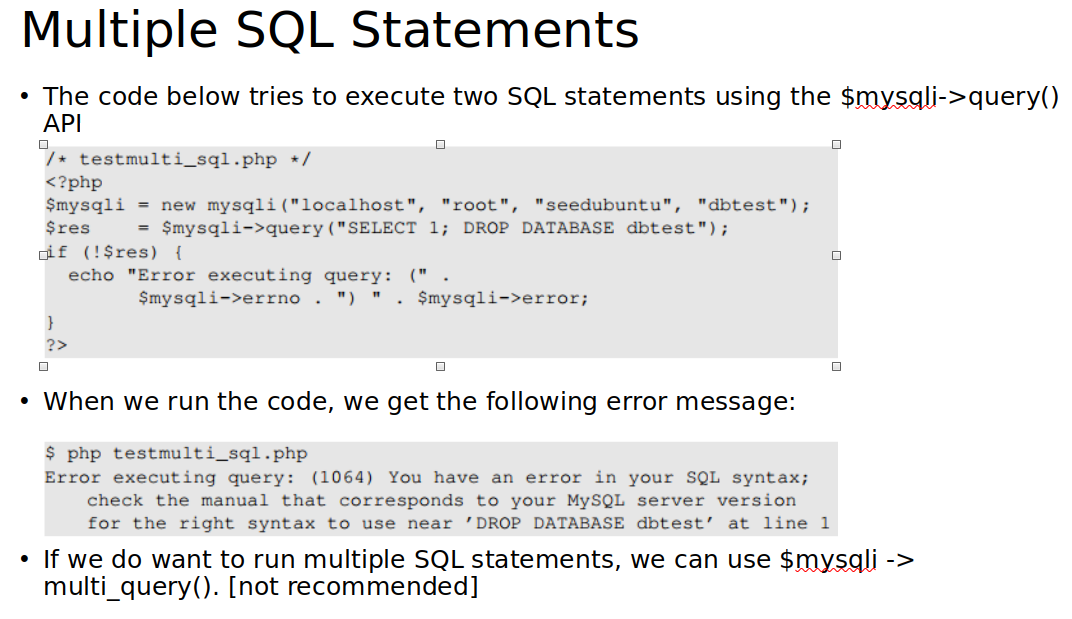 Multiple SQL Statements
• The code below tries to execute two SQL statements using the $mysqli->query()
API
/* testmulti_sql.php */
<?php
$mysqli = new mysqli("localhost", "root", "seedubuntu", "dbtest");
$res    = $mysqli->query("SELECT 1; DROP DATABASE dbtest");
if (!$res) {
  echo "Error executing query: (" .
        $mysqli->errno . ") " . $mysqli->error;
}
?>
• When we run the code, we get the following error message:
$ php testmulti_sql.php
Error executing query: (1064) You have an error in your SQL syntax;
    check the manual that corresponds to your MySQL server version
    for the right syntax to use near ’DROP DATABASE dbtest’ at line 1
• If we do want to run multiple SQL statements, we can use $mysqli ->
multi_query(). [not recommended]